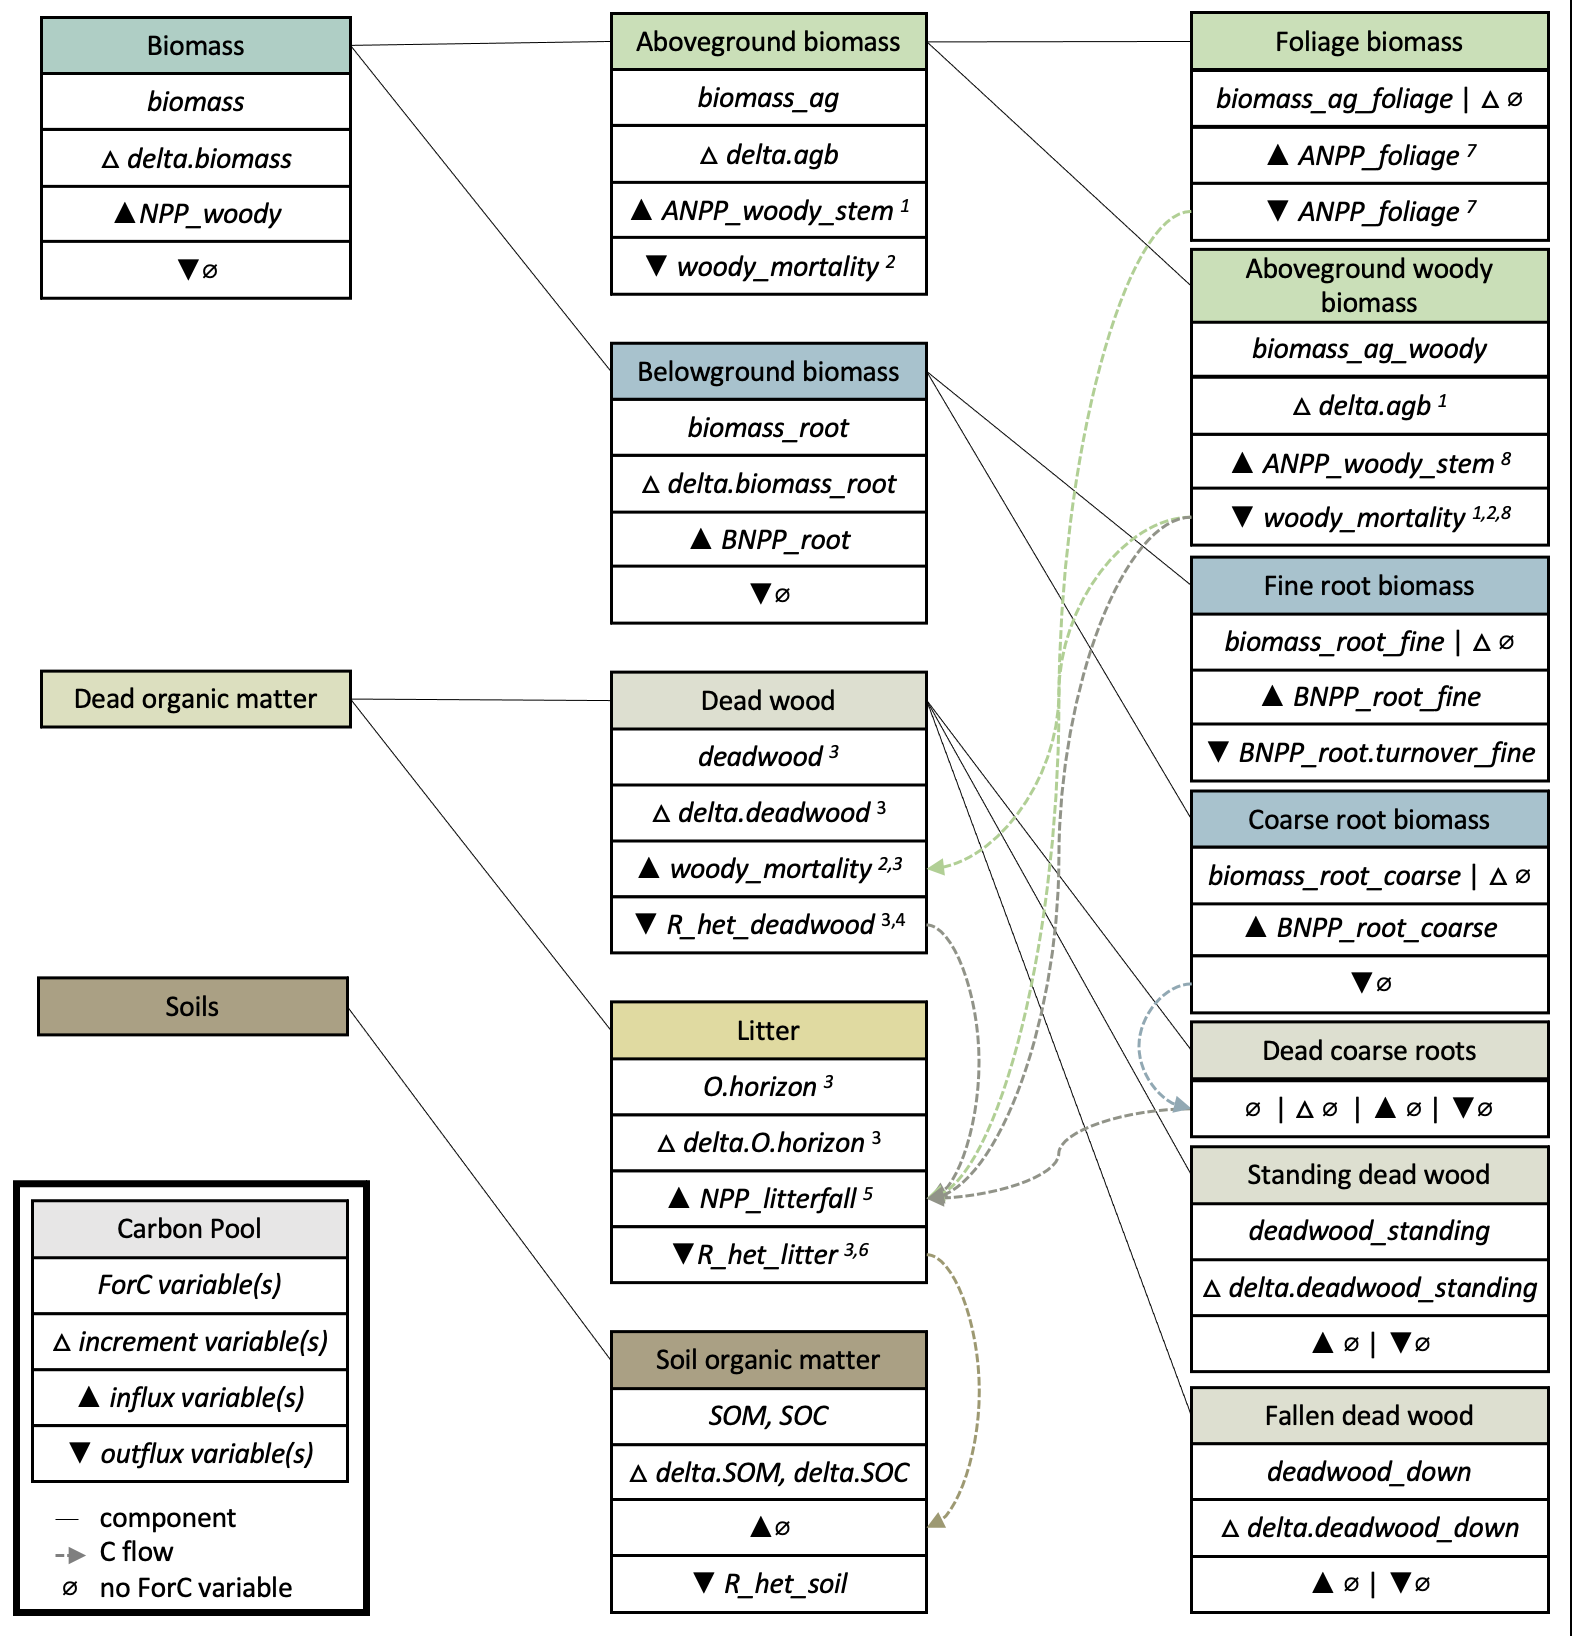 Biomass
biomass
△ delta.biomass
▲NPP_woody
▼∅
Dead organic matter
Soils
Carbon Pool
ForC variable(s)
△ increment variable(s)
▲ influx variable(s)
▼ outflux variable(s)
component
C flow
∅ no ForC variable
Aboveground biomass
biomass_ag
△ delta.agb
▲ ANPP_woody_stem 1
▼ woody_mortality 2
Belowground biomass
biomass_root
△ delta.biomass_root
▲ BNPP_root
▼∅
Dead wood
deadwood 3
△ delta.deadwood 3
▲ woody_mortality 2,3
▼ R_het_deadwood 3,4
Litter
O.horizon 3
△ delta.O.horizon 3
▲ NPP_litterfall 5
▼R_het_litter 3,6
Soil organic matter
SOM, SOC
△ delta.SOM, delta.SOC
▲∅
▼ R_het_soil
Foliage biomass
biomass_ag_foliage | △ ∅
▲ ANPP_foliage 7
▼ ANPP_foliage 7
Aboveground woody
biomass
biomass_ag_woody
△ delta.agb 1
▲ ANPP_woody_stem 8
▼ woody_mortality 1,2,8
Fine root biomass
biomass_root_fine | △ ∅
▲ BNPP_root_fine
▼ BNPP_root.turnover_fine
Coarse root biomass
biomass_root_coarse | △ ∅
▲ BNPP_root_coarse
▼∅
Dead coarse roots
∅ | △ ∅ | ▲ ∅ | ▼∅
Standing dead wood
deadwood_standing
△ delta.deadwood_standing
▲ ∅ | ▼∅
Fallen dead wood
deadwood_down
△ delta.deadwood_down
▲ ∅ | ▼∅